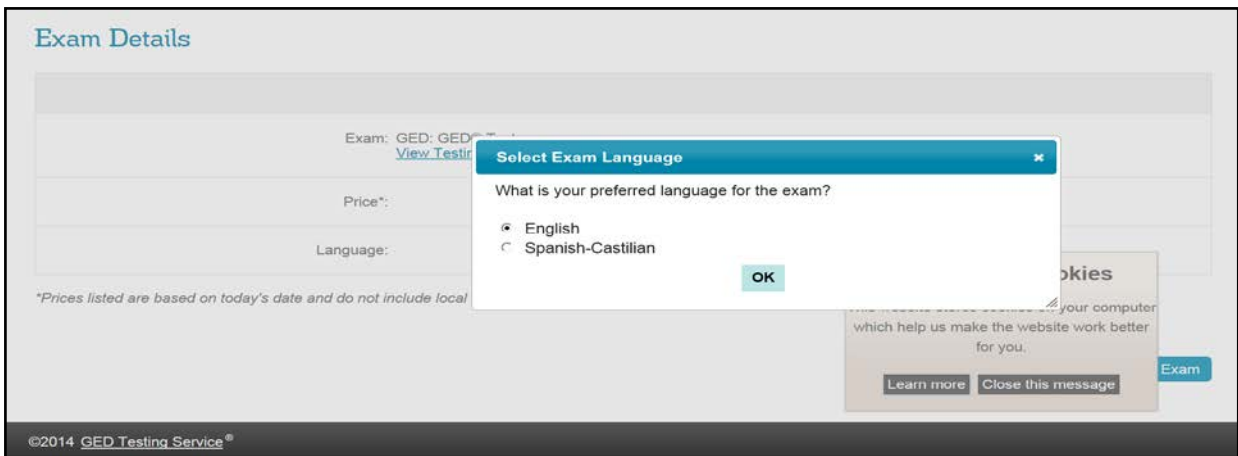 Exam Details
Exam: GED: GED®
View Testin
Select Exam Language
What is your preferred language for the exam?
English
Spanish-Castilian
OK
Price*:
Language:
*Prices listed are based on today's date and do not include local
okies
your computer
which help us make the website work better
for you.
Learn more Close this message
Exam
©2014 GED Testing Service®